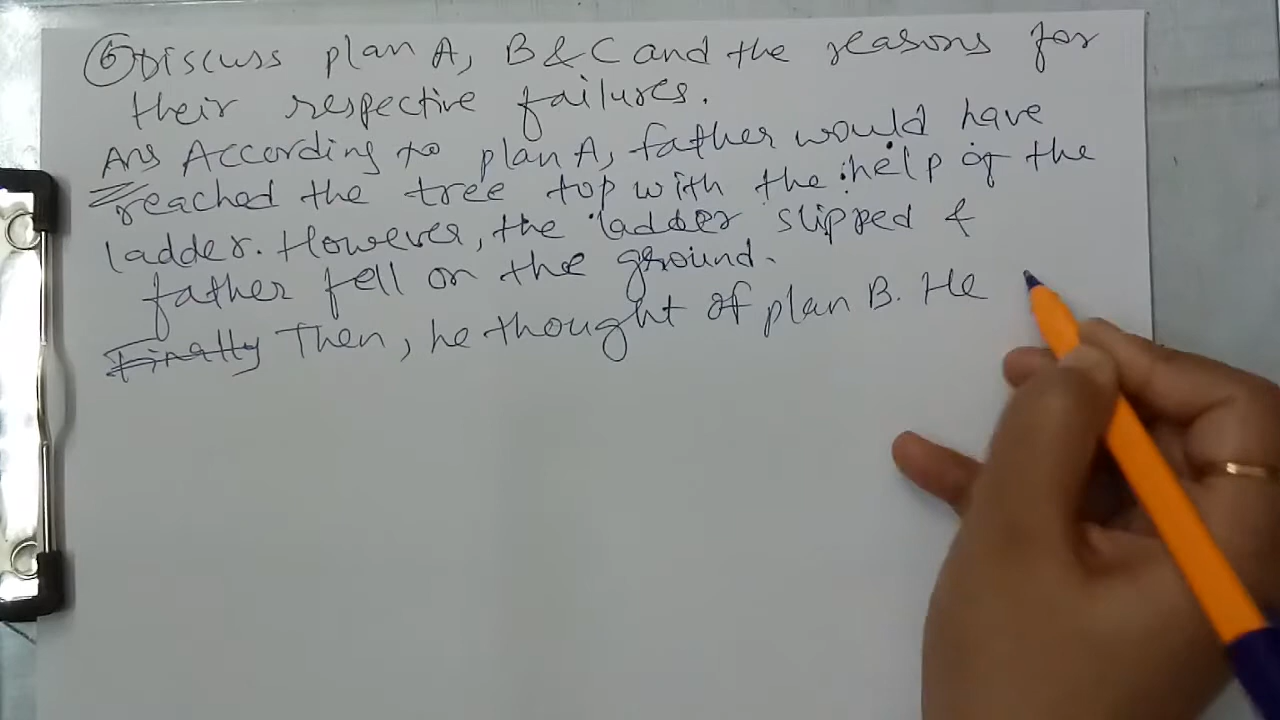 ⑥ Discuss plan A, B & C and the reasons for
their respective failures.
Ans According to plan A, father would have
reached the tree top with the help of the
ladder. However, the ladder slipped &
father fell on the ground.
Finally Then, he thought of plan B. He